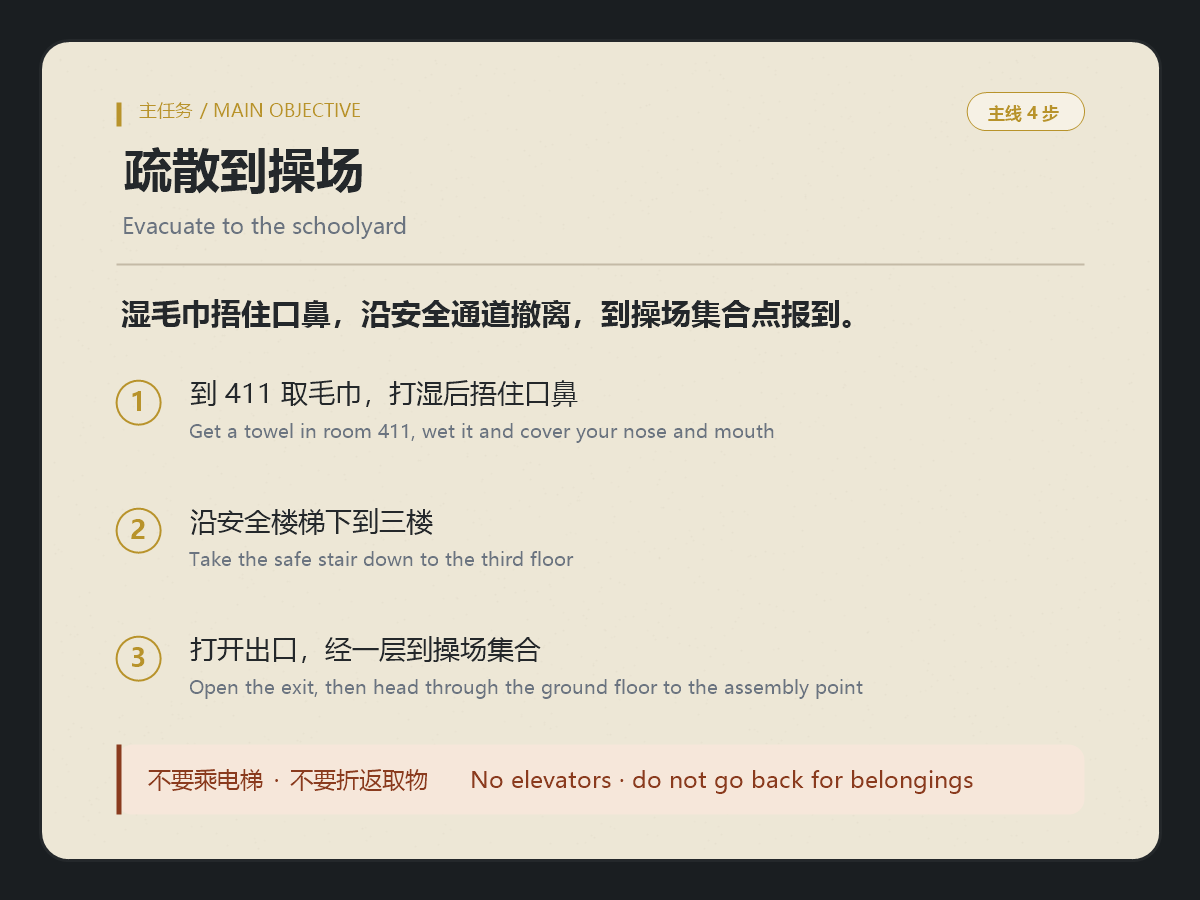 主任务 / MAIN OBJECTIVE
主线 4 步
疏散到操场
Evacuate to the schoolyard
湿毛巾捂住口鼻，沿安全通道撤离，到操场集合点报到。
1 到 411 取毛巾，打湿后捂住口鼻
Get a towel in room 411, wet it and cover your nose and mouth
2 沿安全楼梯下到三楼
Take the safe stair down to the third floor
3 打开出口，经一层到操场集合
Open the exit, then head through the ground floor to the assembly point
不要乘电梯 · 不要折返取物 No elevators · do not go back for belongings